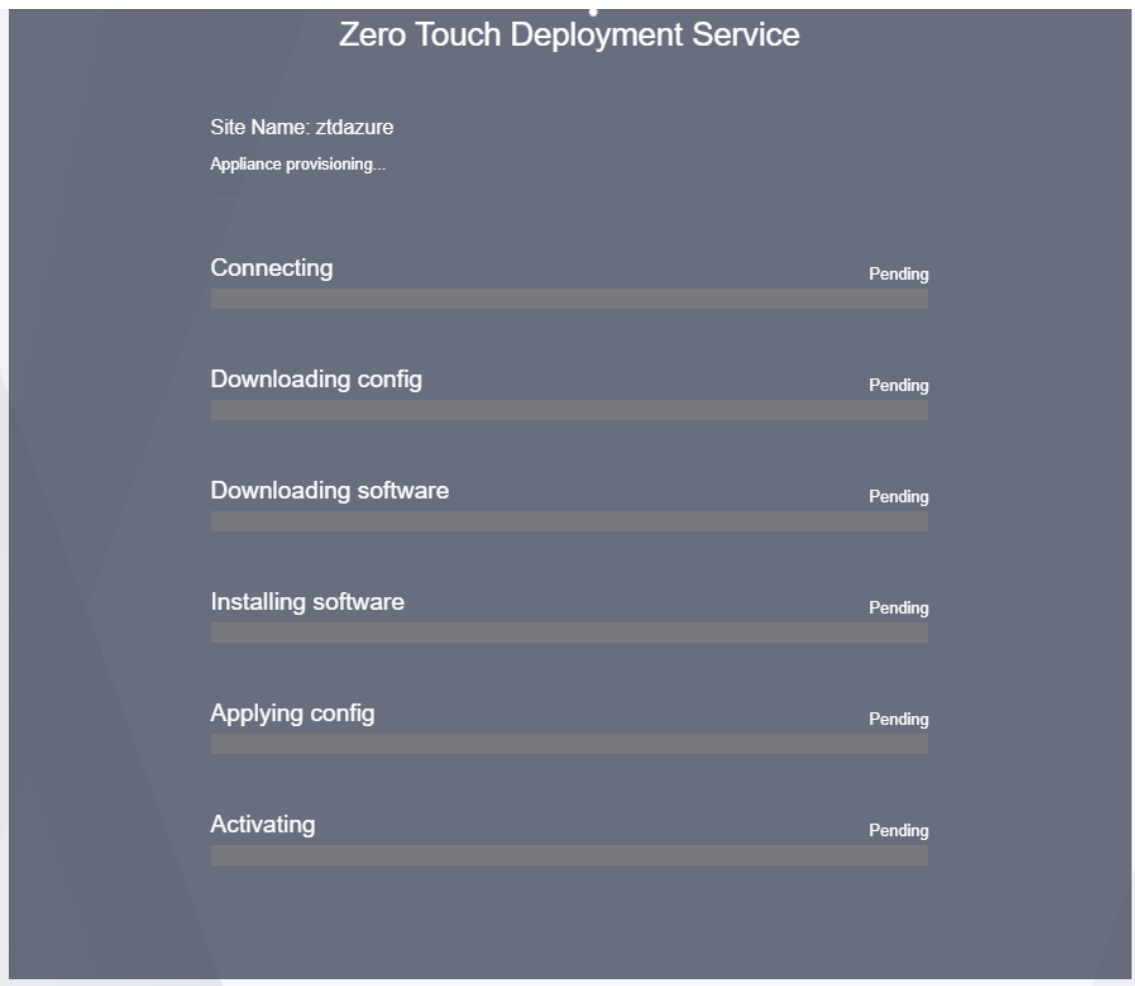 Zero Touch Deployment Service
Site Name: ztdazure
Appliance provisioning...
Connecting Pending
Downloading config Pending
Downloading software Pending
Installing software Pending
Applying config Pending
Activating Pending